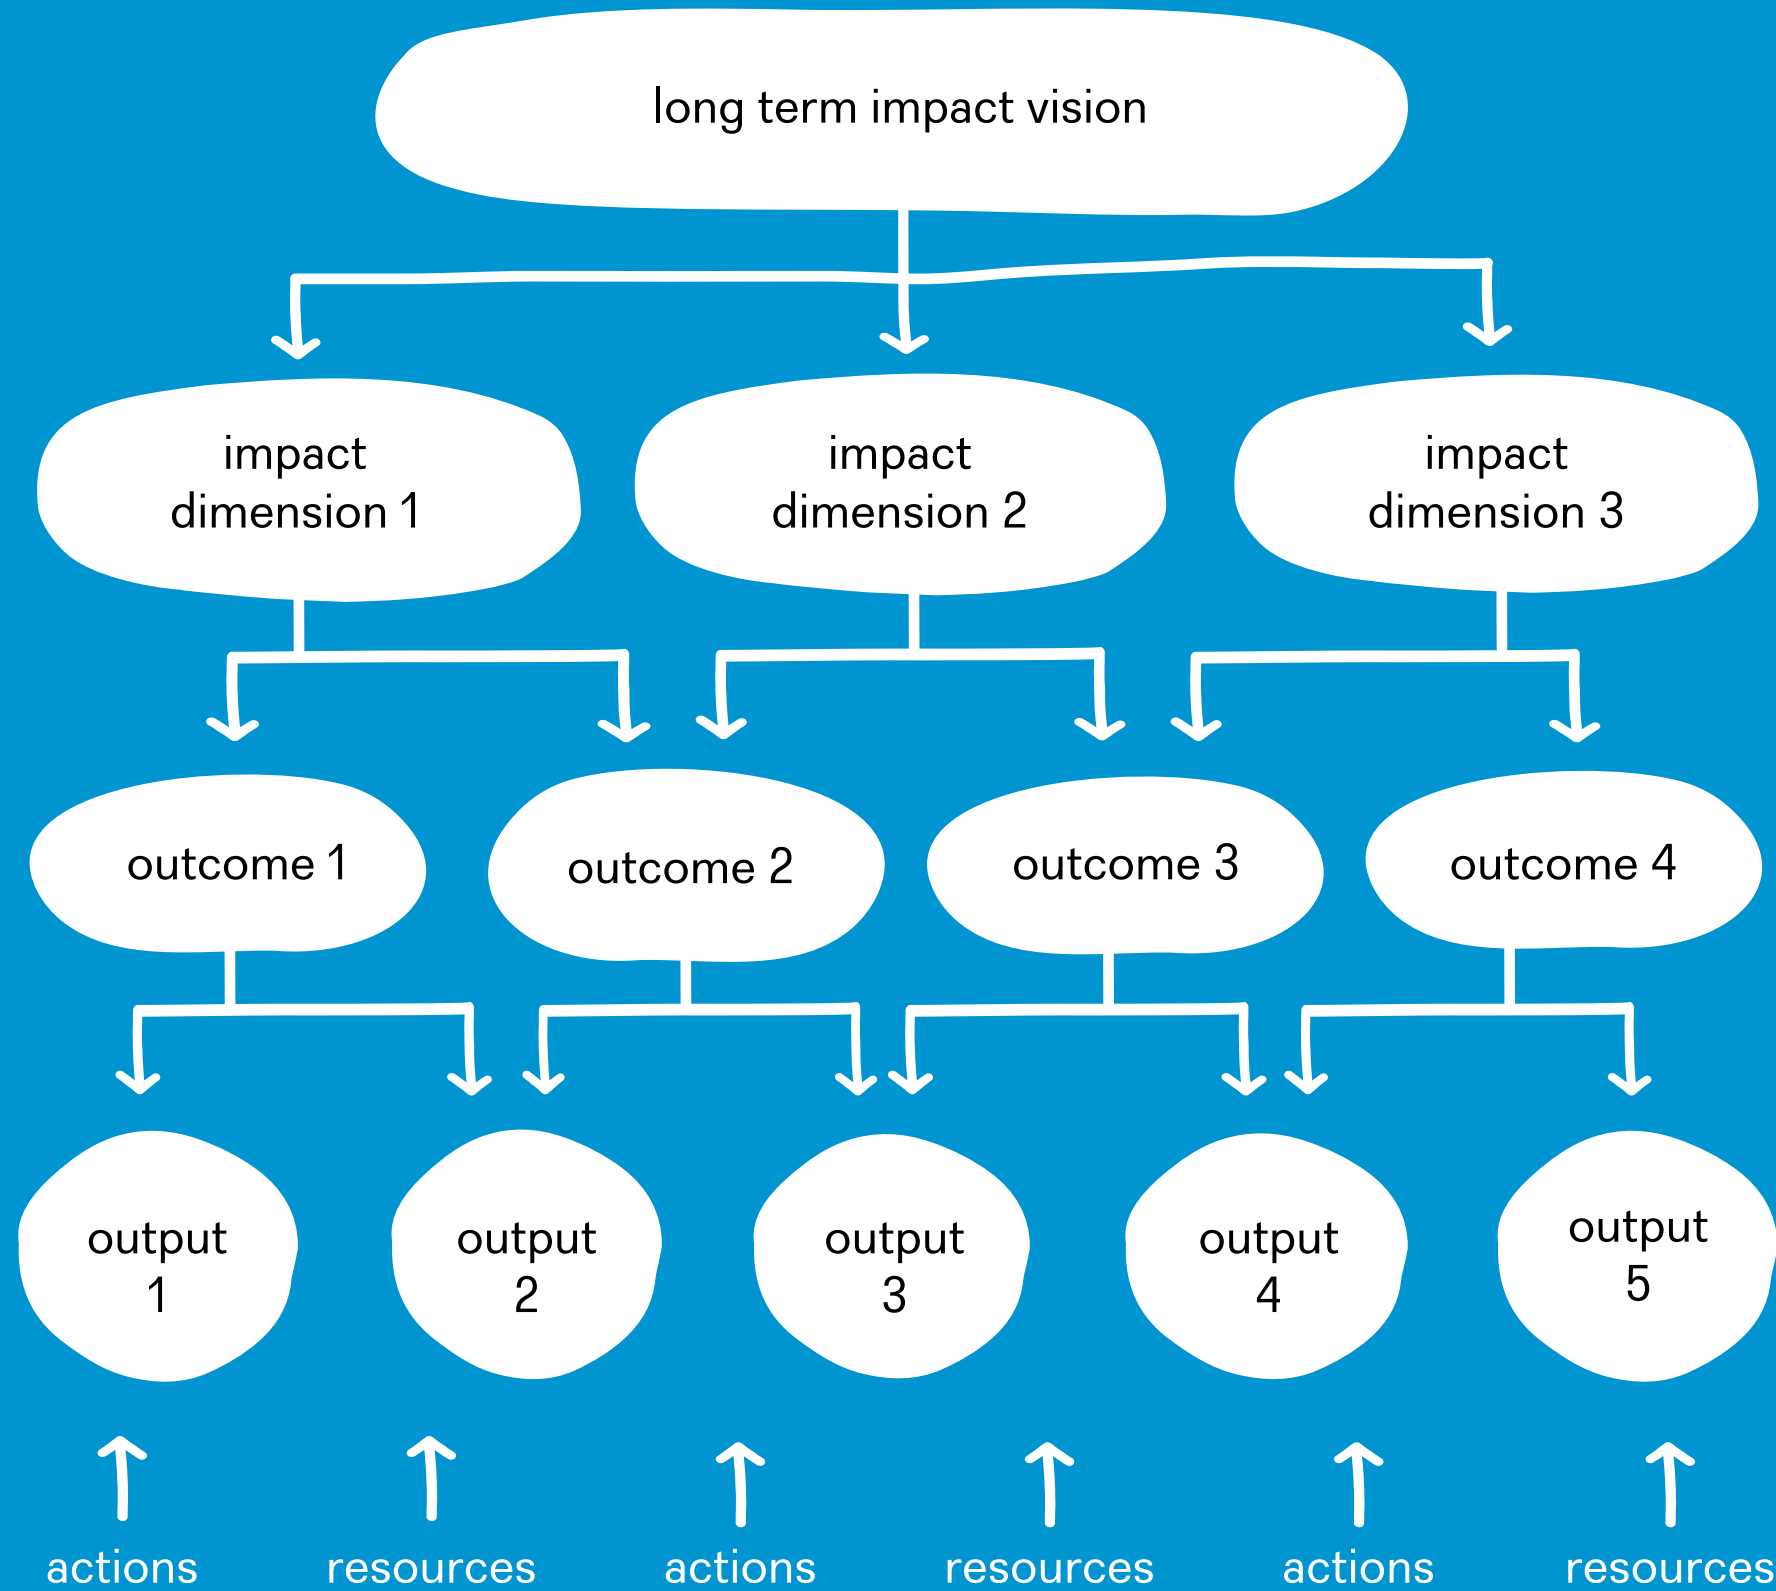 long term impact vision
impact
dimension 1
impact
dimension 2
impact
dimension 3
outcome 1
outcome 2
outcome 3
outcome 4
output
1
output
2
output
3
output
4
output
5
actions
resources
actions
resources
actions
resources